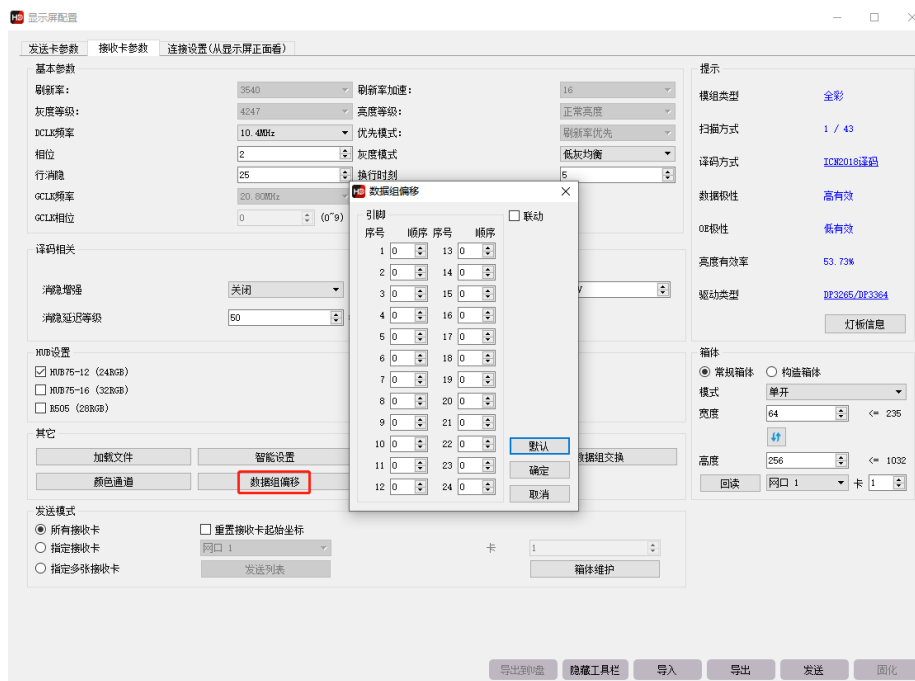 HD 显示屏配置
发送卡参数 接收卡参数 连接设置(从显示屏正面看)
基本参数
刷新率: 3540 刷新率加速: 16
灰度等级: 4247 亮度等级: 正常亮度
DCLK频率 10.4MHz 优先模式: 刷新率优先
相位 2 灰度模式 低灰均衡
行消隐 25 换行时刻 5
GCLK频率 20.80MHz
GCLK相位 0 (0~9)
译码相关
消隐增强 关闭 V
消隐延迟等级 50
HUB设置
HUB75-12 (24RGB)
HUB75-16 (32RGB)
B505 (28RGB)
其它
加载文件 智能设置 数据组交换
颜色通道 数据组偏移
发送模式
所有接收卡 重置接收卡起始坐标
指定接收卡 网口 1 卡 1
指定多张接收卡 发送列表 箱体维护
HD 数据组偏移
引脚 联动
序号 顺序 序号 顺序
1 0 13 0
2 0 14 0
3 0 15 0
4 0 16 0
5 0 17 0
6 0 18 0
7 0 19 0
8 0 20 0
9 0 21 0
10 0 22 0 默认
11 0 23 0 确定
12 0 24 0 取消
提示
模组类型 全彩
扫描方式 1 / 43
译码方式 ICN2018译码
数据极性 高有效
OE极性 低有效
亮度有效率 53.73%
驱动类型 DP3265/DP3364
灯板信息
箱体
常规箱体 构造箱体
模式 单开
宽度 64 <= 235
高度 256 <= 1032
回读 网口 1 卡 1
导出到U盘 隐藏工具栏 导入 导出 发送 固化